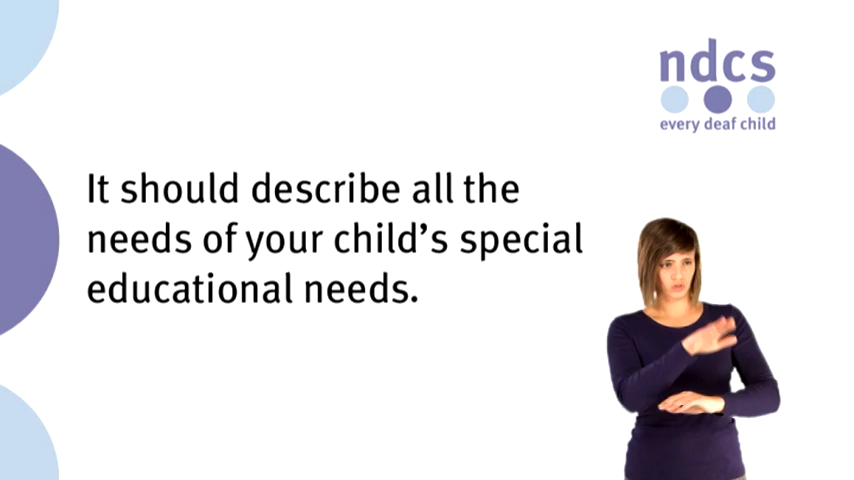 ndcs
every deaf child
It should describe all the
needs of your child's special
educational needs.